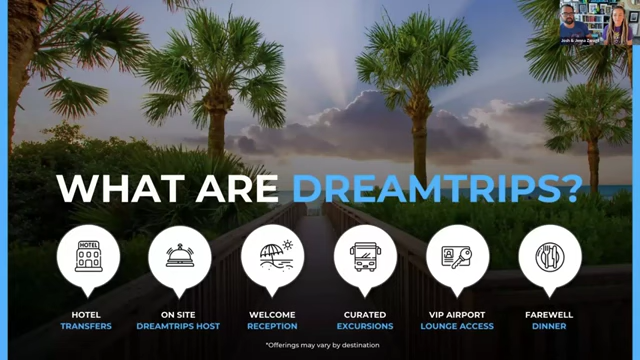 WHAT ARE DREAMTRIPS?
HOTEL
HOTEL
TRANSFERS
ON SITE
DREAMTRIPS HOST
WELCOME
RECEPTION
CURATED
EXCURSIONS
VIP AIRPORT
LOUNGE ACCESS
FAREWELL
DINNER
*Offerings may vary by destination